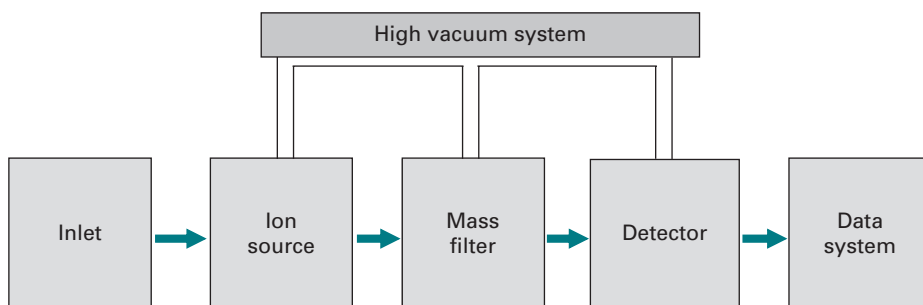 High vacuum system
Inlet
Ion
source
Mass
filter
Detector
Data
system